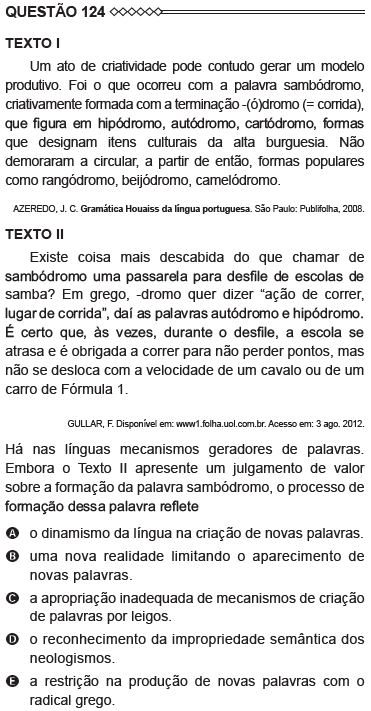 QUESTÃO 124
TEXTO I
Um ato de criatividade pode contudo gerar um modelo
produtivo. Foi o que ocorreu com a palavra sambódromo,
criativamente formada com a terminação -(ó)dromo (= corrida),
que figura em hipódromo, autódromo, cartódromo, formas
que designam itens culturais da alta burguesia. Não
demoraram a circular, a partir de então, formas populares
como rangódromo, beijódromo, camelódromo.
AZEREDO, J. C. Gramática Houaiss da língua portuguesa. São Paulo: Publifolha, 2008.
TEXTO II
Existe coisa mais descabida do que chamar de
sambódromo uma passarela para desfile de escolas de
samba? Em grego, -dromo quer dizer “ação de correr,
lugar de corrida”, daí as palavras autódromo e hipódromo.
É certo que, às vezes, durante o desfile, a escola se
atrasa e é obrigada a correr para não perder pontos, mas
não se desloca com a velocidade de um cavalo ou de um
carro de Fórmula 1.
GULLAR, F. Disponível em: www1.folha.uol.com.br. Acesso em: 3 ago. 2012.
Há nas línguas mecanismos geradores de palavras.
Embora o Texto II apresente um julgamento de valor
sobre a formação da palavra sambódromo, o processo de
formação dessa palavra reflete
A o dinamismo da língua na criação de novas palavras.
B uma nova realidade limitando o aparecimento de
novas palavras.
C a apropriação inadequada de mecanismos de criação
de palavras por leigos.
D o reconhecimento da impropriedade semântica dos
neologismos.
E a restrição na produção de novas palavras com o
radical grego.